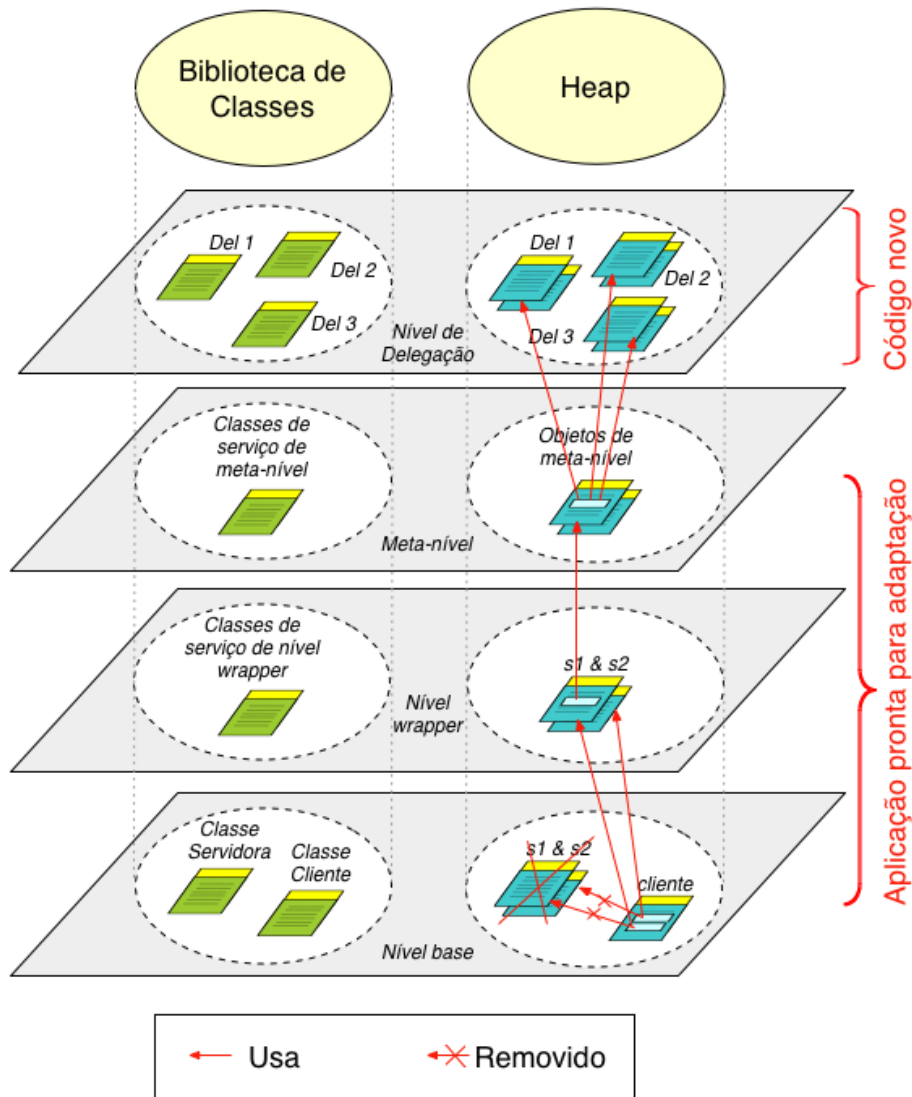 Biblioteca de
Classes
Heap
Del 1
Del 2
Del 3
Nível de
Delegação
Del 1
Del 2
Del 3
Código novo
Classes de
serviço de
meta-nível
Meta-nível
Objetos de
meta-nível
Classes de
serviço de nível
wrapper
Nível
wrapper
s1 & s2
Aplicação pronta para adaptação
Classe
Servidora
Classe
Cliente
Nível base
s1 & s2
cliente
Usa
Removido